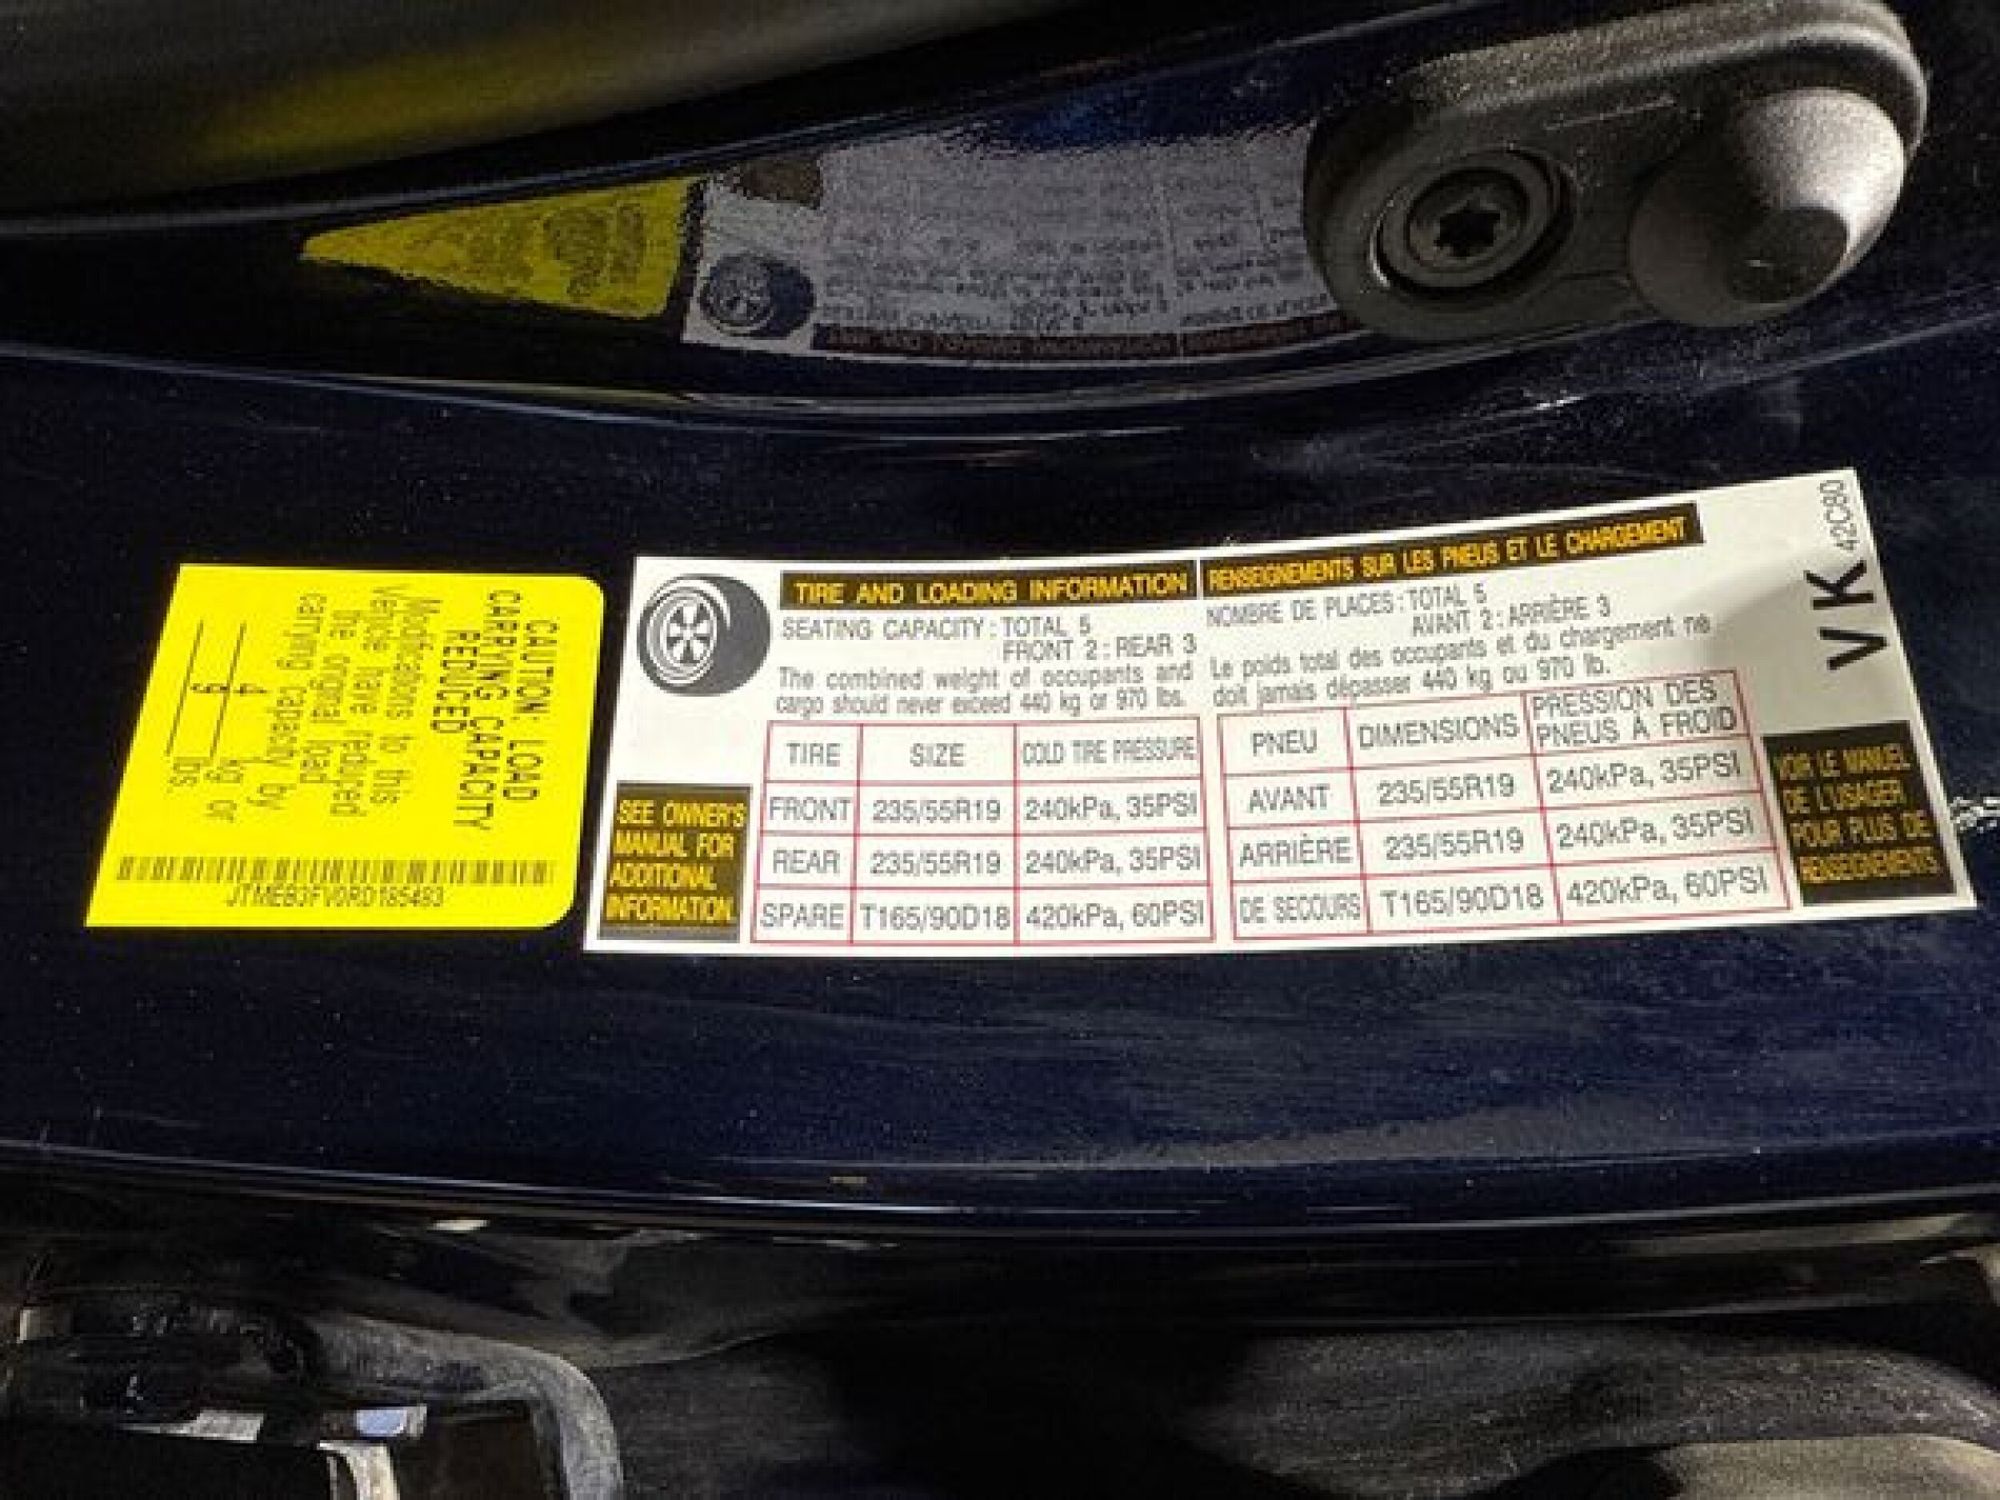 CAUTION: LOAD
CARRYING CAPACITY
REDUCED
Modifications to this
Vehicle have reduced
the original load
carrying capacity by
4 kg or
9 lbs.
TIRE AND LOADING INFORMATION
SEATING CAPACITY: TOTAL 5
FRONT 2: REAR 3
The combined weight of occupants and
cargo should never exceed 440 kg or 970 lbs.
TIRE SIZE COLD TIRE PRESSURE
FRONT 235/55R19 240kPa, 35PSI
REAR 235/55R19 240kPa, 35PSI
SPARE T165/90D18 420kPa, 60PSI
SEE OWNER'S
MANUAL FOR
ADDITIONAL
INFORMATION.
RENSEIGNEMENTS SUR LES PNEUS ET LE CHARGEMENT
NOMBRE DE PLACES: TOTAL 5
AVANT 2: ARRIÈRE 3
Le poids total des occupants et du chargement ne
doit jamais dépasser 440 kg ou 970 lb.
PNEU DIMENSIONS PRESSION DES
PNEUS À FROID
AVANT 235/55R19 240kPa, 35PSI
ARRIÈRE 235/55R19 240kPa, 35PSI
DE SECOURS T165/90D18 420kPa, 60PSI
VOIR LE MANUEL
DE L'USAGER
POUR PLUS DE
RENSEIGNEMENTS
VK 42C80